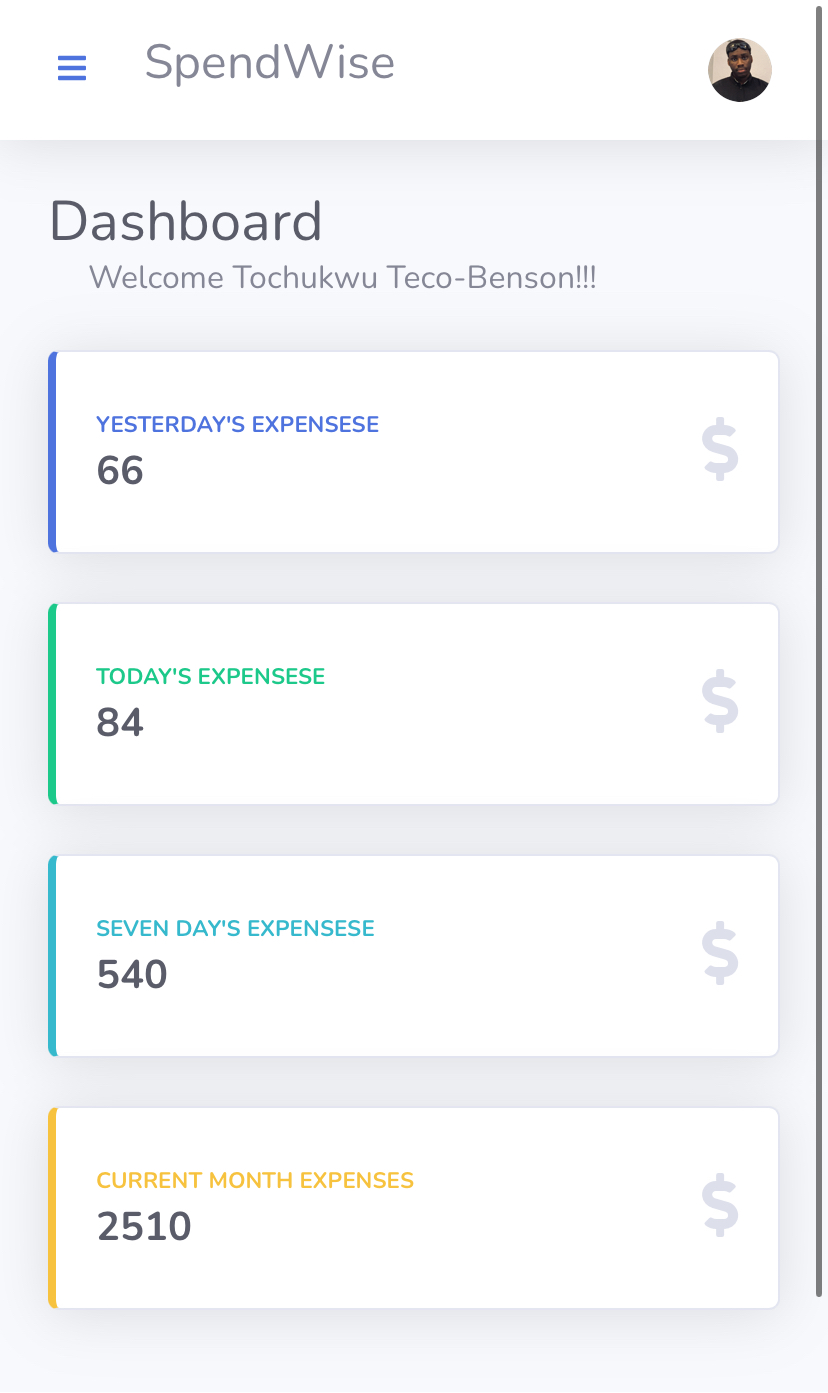 SpendWise
Dashboard
Welcome Tochukwu Teco-Benson!!!
YESTERDAY'S EXPENSESE
66
$
TODAY'S EXPENSESE
84
$
SEVEN DAY'S EXPENSESE
540
$
CURRENT MONTH EXPENSES
2510
$